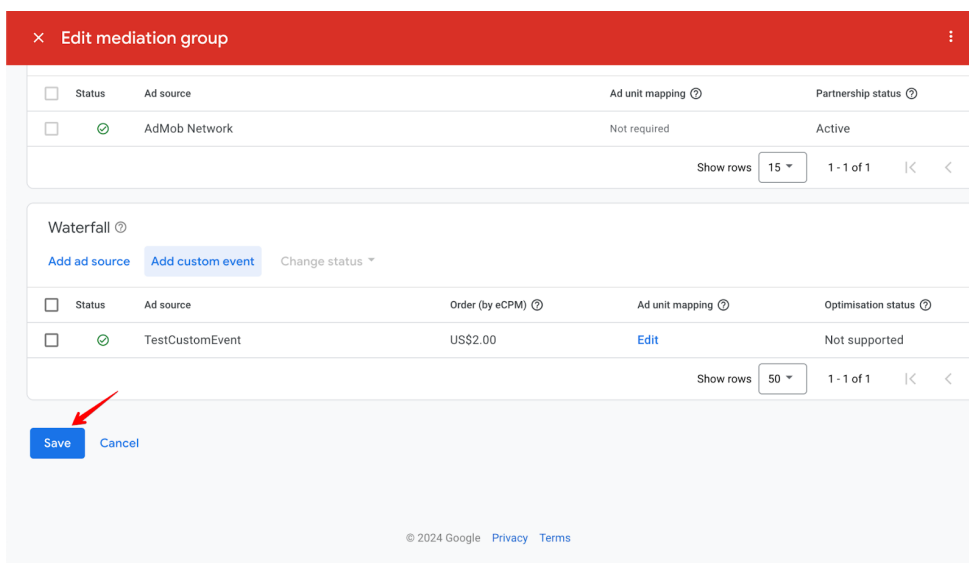 Edit mediation group
Status Ad source Ad unit mapping Partnership status
AdMob Network Not required Active
Show rows 15 1 - 1 of 1
Waterfall
Add ad source Add custom event Change status
Status Ad source Order (by eCPM) Ad unit mapping Optimisation status
TestCustomEvent US$2.00 Edit Not supported
Show rows 50 1 - 1 of 1
Save Cancel
© 2024 Google Privacy Terms